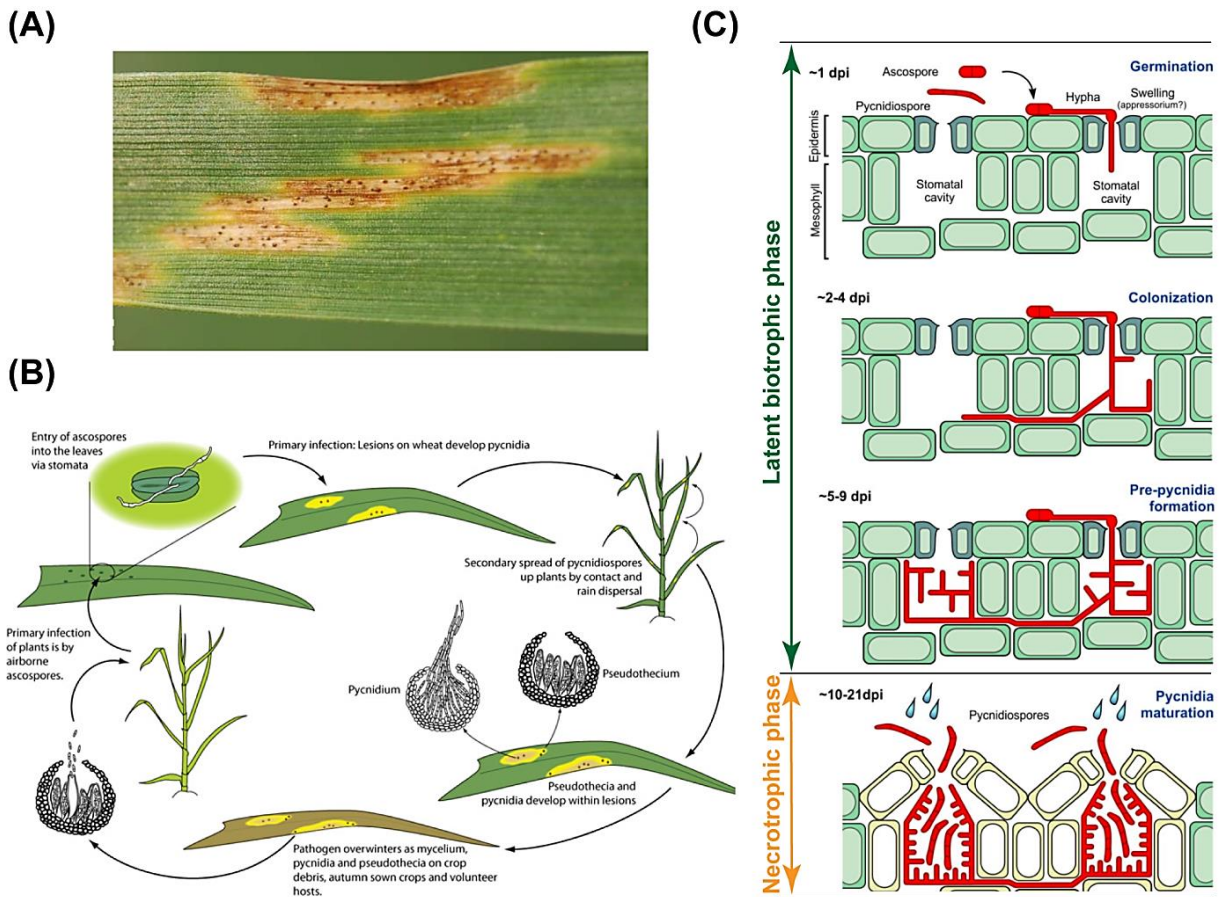 (A)
(B)
Entry of ascospores
into the leaves
via stomata
Primary infection: Lesions on wheat develop pycnidia
Secondary spread of pycnidiospores
up plants by contact and
rain dispersal
Primary infection
of plants is by
airborne
ascospores.
Pycnidium
Pseudothecium
Pseudothecia and
pycnidia develop within lesions
Pathogen overwinters as mycelium,
pycnidia and pseudothecia on crop
debris, autumn sown crops and volunteer
hosts.
(C)
Latent biotrophic phase
~1 dpi
Ascospore
Germination
Pycnidiospore
Hypha
Swelling
(appressorium?)
Epidermis
Mesophyll
Stomatal
cavity
Stomatal
cavity
~2-4 dpi
Colonization
~5-9 dpi
Pre-pycnidia
formation
Necrotrophic phase
~10-21dpi
Pycnidiospores
Pycnidia
maturation